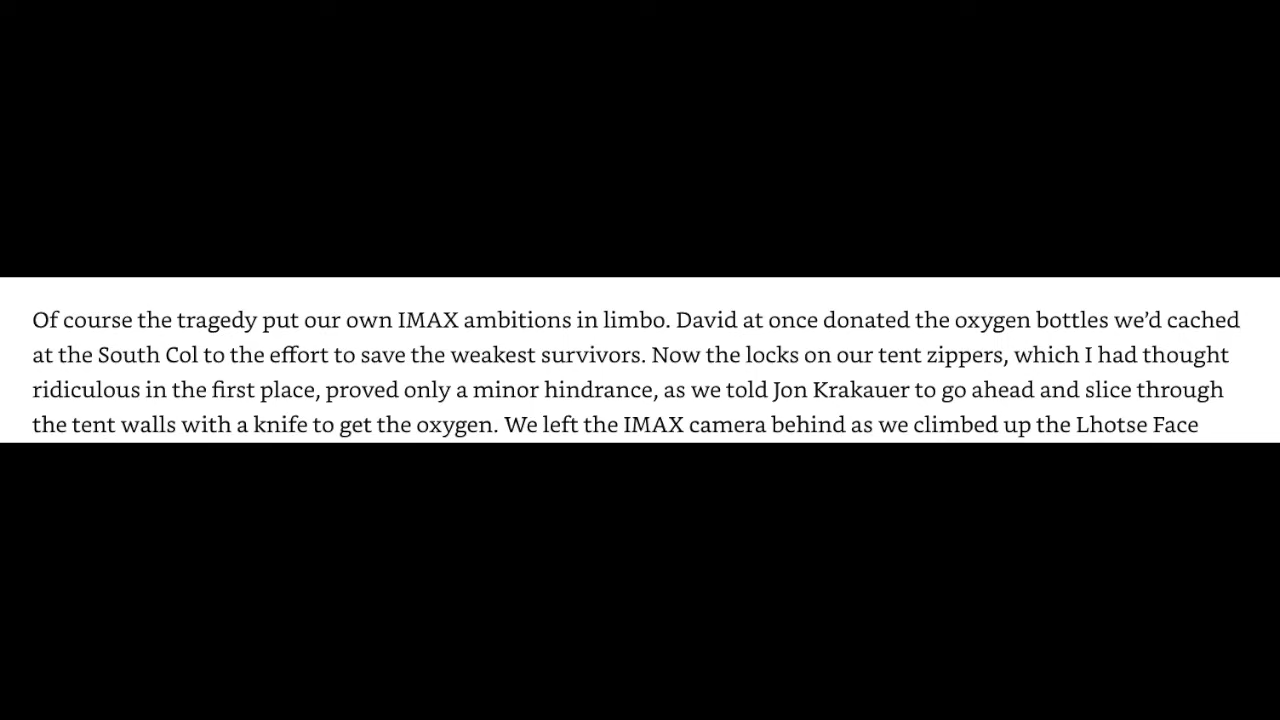 Of course the tragedy put our own IMAX ambitions in limbo. David at once donated the oxygen bottles we’d cached
at the South Col to the effort to save the weakest survivors. Now the locks on our tent zippers, which I had thought
ridiculous in the first place, proved only a minor hindrance, as we told Jon Krakauer to go ahead and slice through
the tent walls with a knife to get the oxygen. We left the IMAX camera behind as we climbed up the Lhotse Face